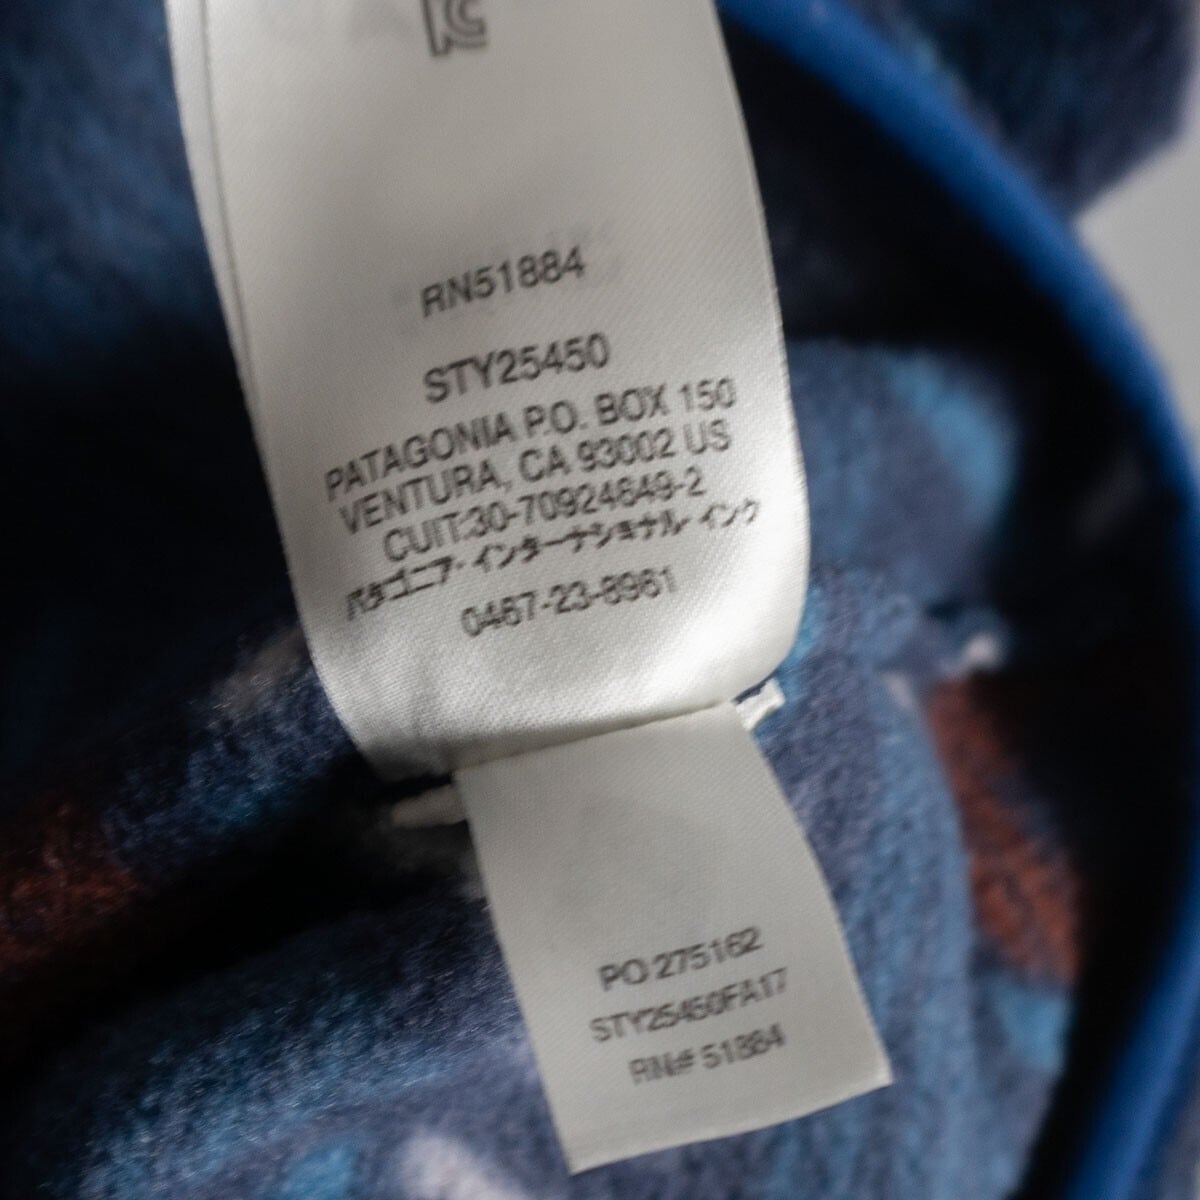 RN51884
STY25450
PATAGONIA P.O. BOX 150
VENTURA, CA 93002 US
CUIT:30-70924649-2
パタゴニア・インターナショナル インク
0467-23-8961
PO 275162
STY25450FA17
RN# 51884